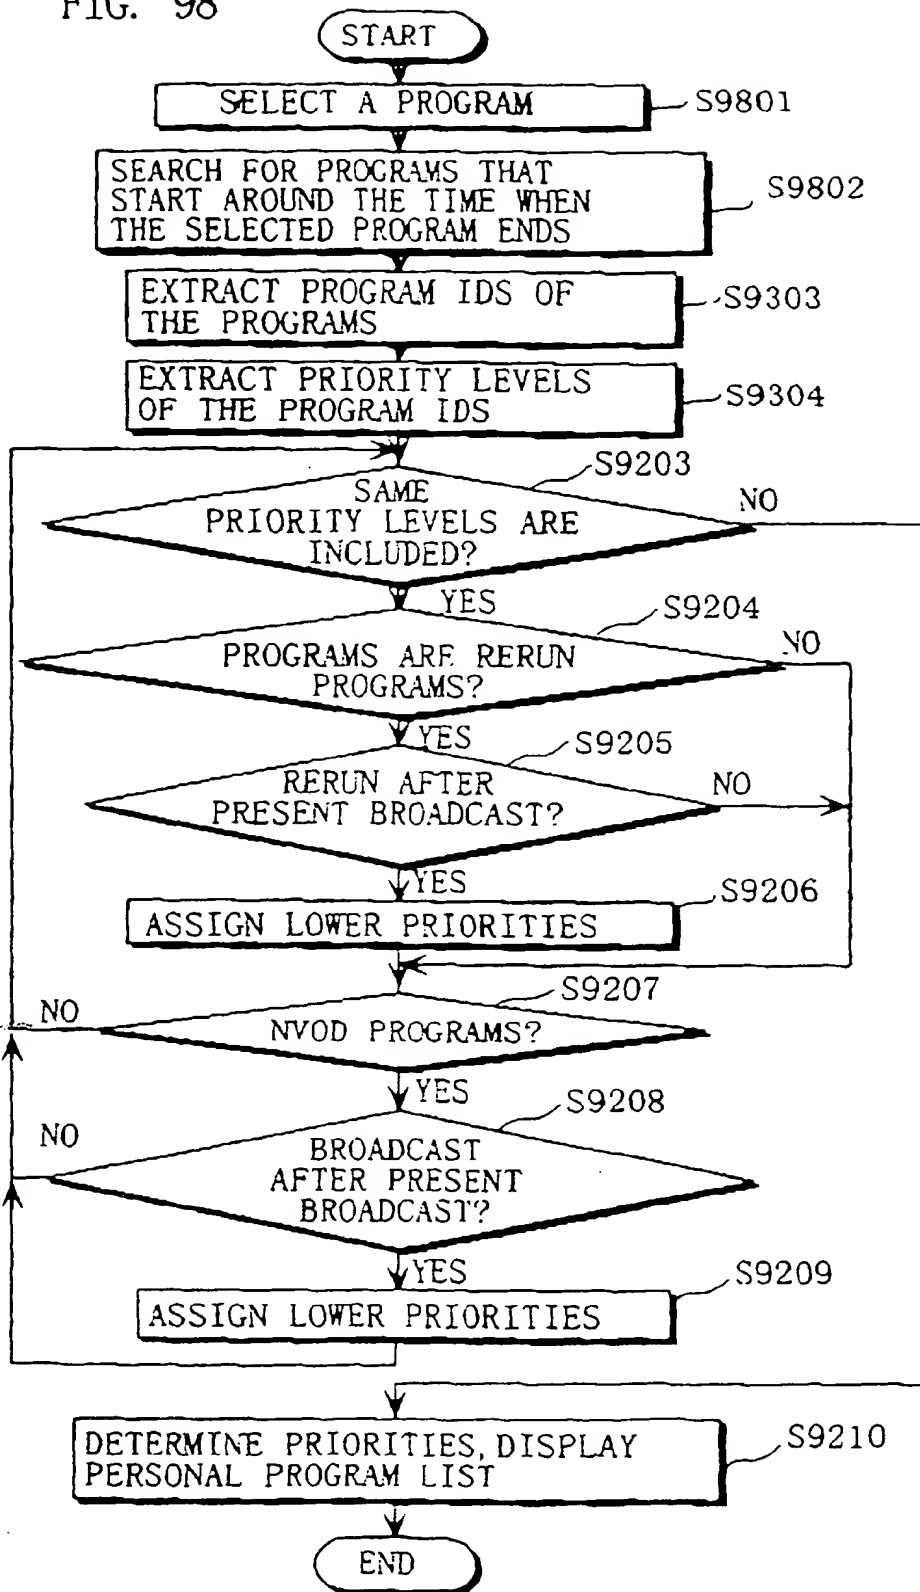 FIG. 98
START
SELECT A PROGRAM
S9801
SEARCH FOR PROGRAMS THAT
START AROUND THE TIME WHEN
THE SELECTED PROGRAM ENDS
S9802
EXTRACT PROGRAM IDS OF
THE PROGRAMS
S9303
EXTRACT PRIORITY LEVELS
OF THE PROGRAM IDS
S9304
S9203
SAME
PRIORITY LEVELS ARE
INCLUDED?
NO
YES
S9204
PROGRAMS ARE RERUN
PROGRAMS?
NO
YES
S9205
RERUN AFTER
PRESENT BROADCAST?
NO
YES
S9206
ASSIGN LOWER PRIORITIES
S9207
NO
NVOD PROGRAMS?
YES
S9208
NO
BROADCAST
AFTER PRESENT
BROADCAST?
YES
S9209
ASSIGN LOWER PRIORITIES
S9210
DETERMINE PRIORITIES, DISPLAY
PERSONAL PROGRAM LIST
END